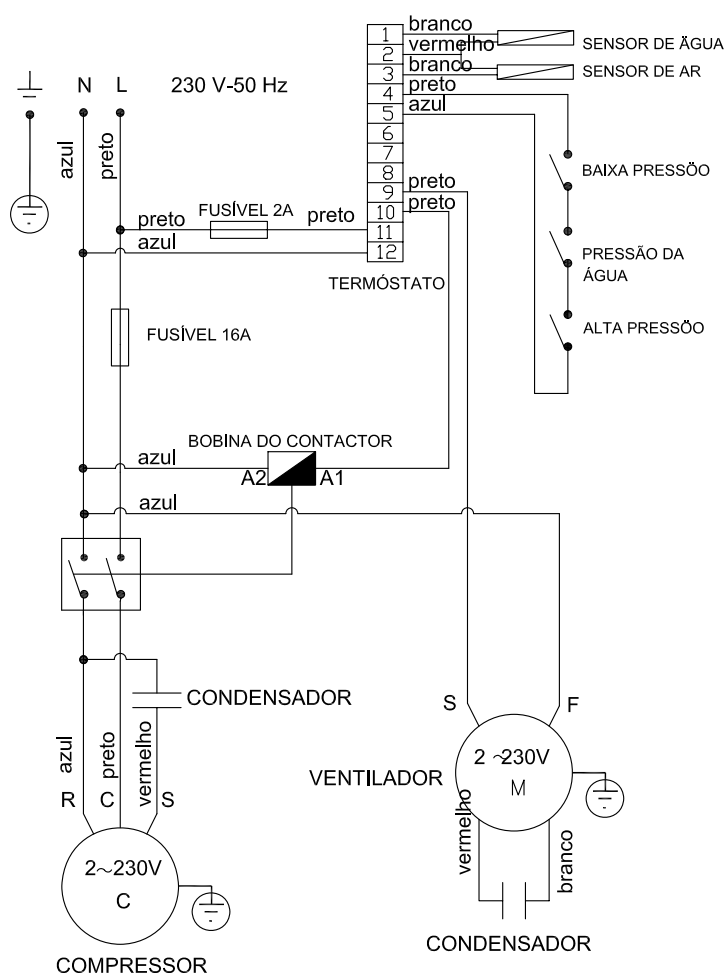 N L 230 V-50 Hz
azul
preto
1
2
3
4
5
6
7
8
9
10
11
12
branco
vermelho
branco
preto
azul
preto
preto
SENSOR DE ÄGUA
SENSOR DE AR
BAIXA PRESSÖO
PRESSÃO DA
ÁGUA
ALTA PRESSÖO
preto FUSÍVEL 2A preto
azul
TERMÓSTATO
FUSÍVEL 16A
BOBINA DO CONTACTOR
azul
A2 A1
azul
CONDENSADOR
azul
preto
vermelho
R C S
2~230V
C
COMPRESSOR
S F
2 ~230V
M
VENTILADOR
vermelho
branco
CONDENSADOR